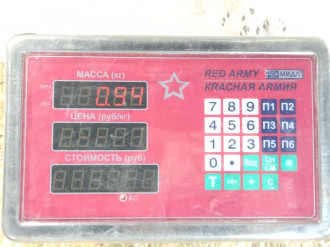 МАССА (кг)
0.94
ЦЕНА (руб/кг)
СТОИМОСТЬ (руб)
RED ARMY МИДЛ
КРАСНАЯ АРМИЯ
7 8 9 П1 П2
4 5 6 П3 П4
1 2 3 П5 П6
0 •
T + C